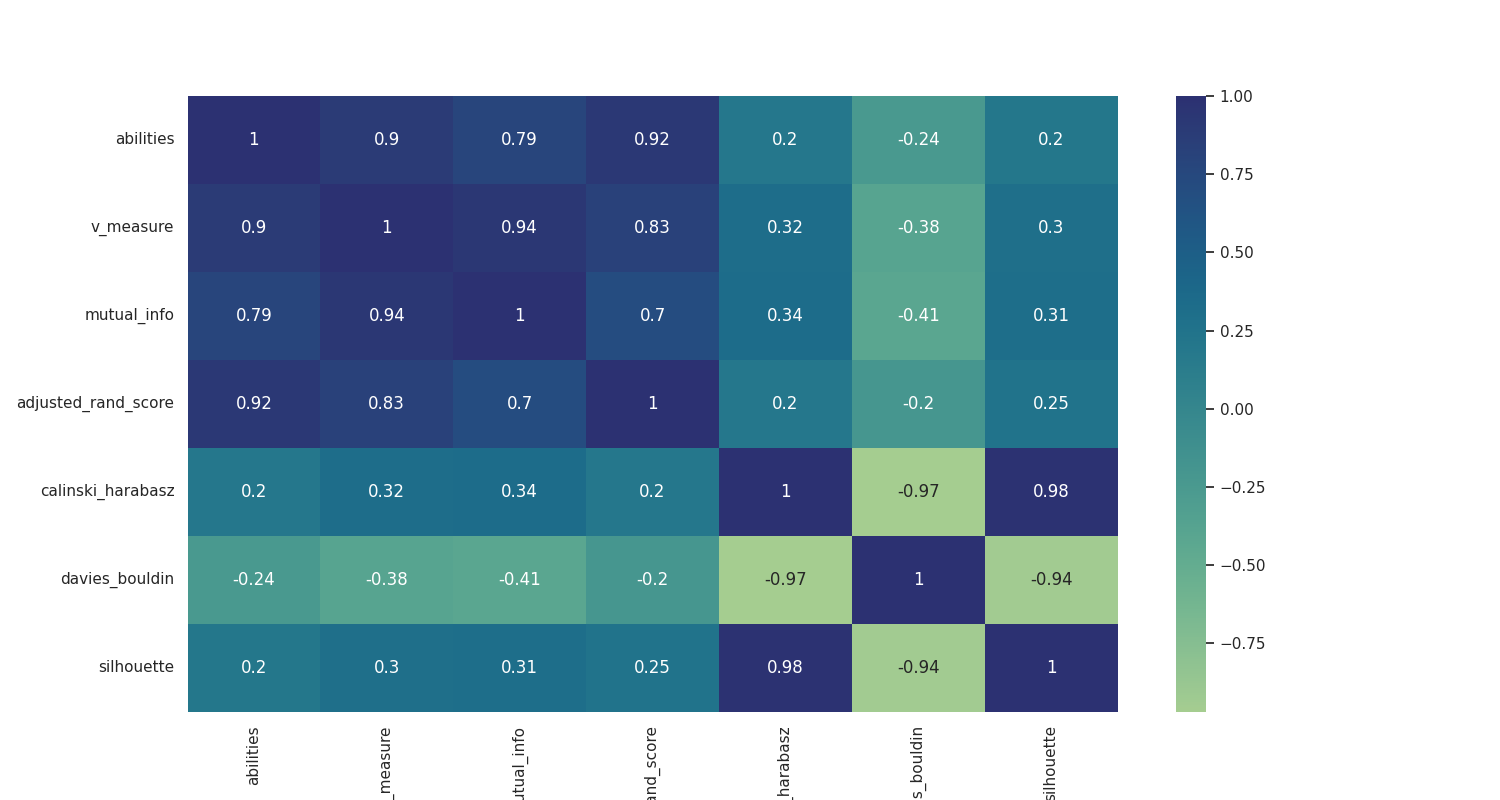 abilities 1 0.9 0.79 0.92 0.2 -0.24 0.2
v_measure 0.9 1 0.94 0.83 0.32 -0.38 0.3
mutual_info 0.79 0.94 1 0.7 0.34 -0.41 0.31
adjusted_rand_score 0.92 0.83 0.7 1 0.2 -0.2 0.25
calinski_harabasz 0.2 0.32 0.34 0.2 1 -0.97 0.98
davies_bouldin -0.24 -0.38 -0.41 -0.2 -0.97 1 -0.94
silhouette 0.2 0.3 0.31 0.25 0.98 -0.94 1
abilities
_measure
utual_info
and_score
_harabasz
s_bouldin
silhouette
1.00
0.75
0.50
0.25
0.00
−0.25
−0.50
−0.75